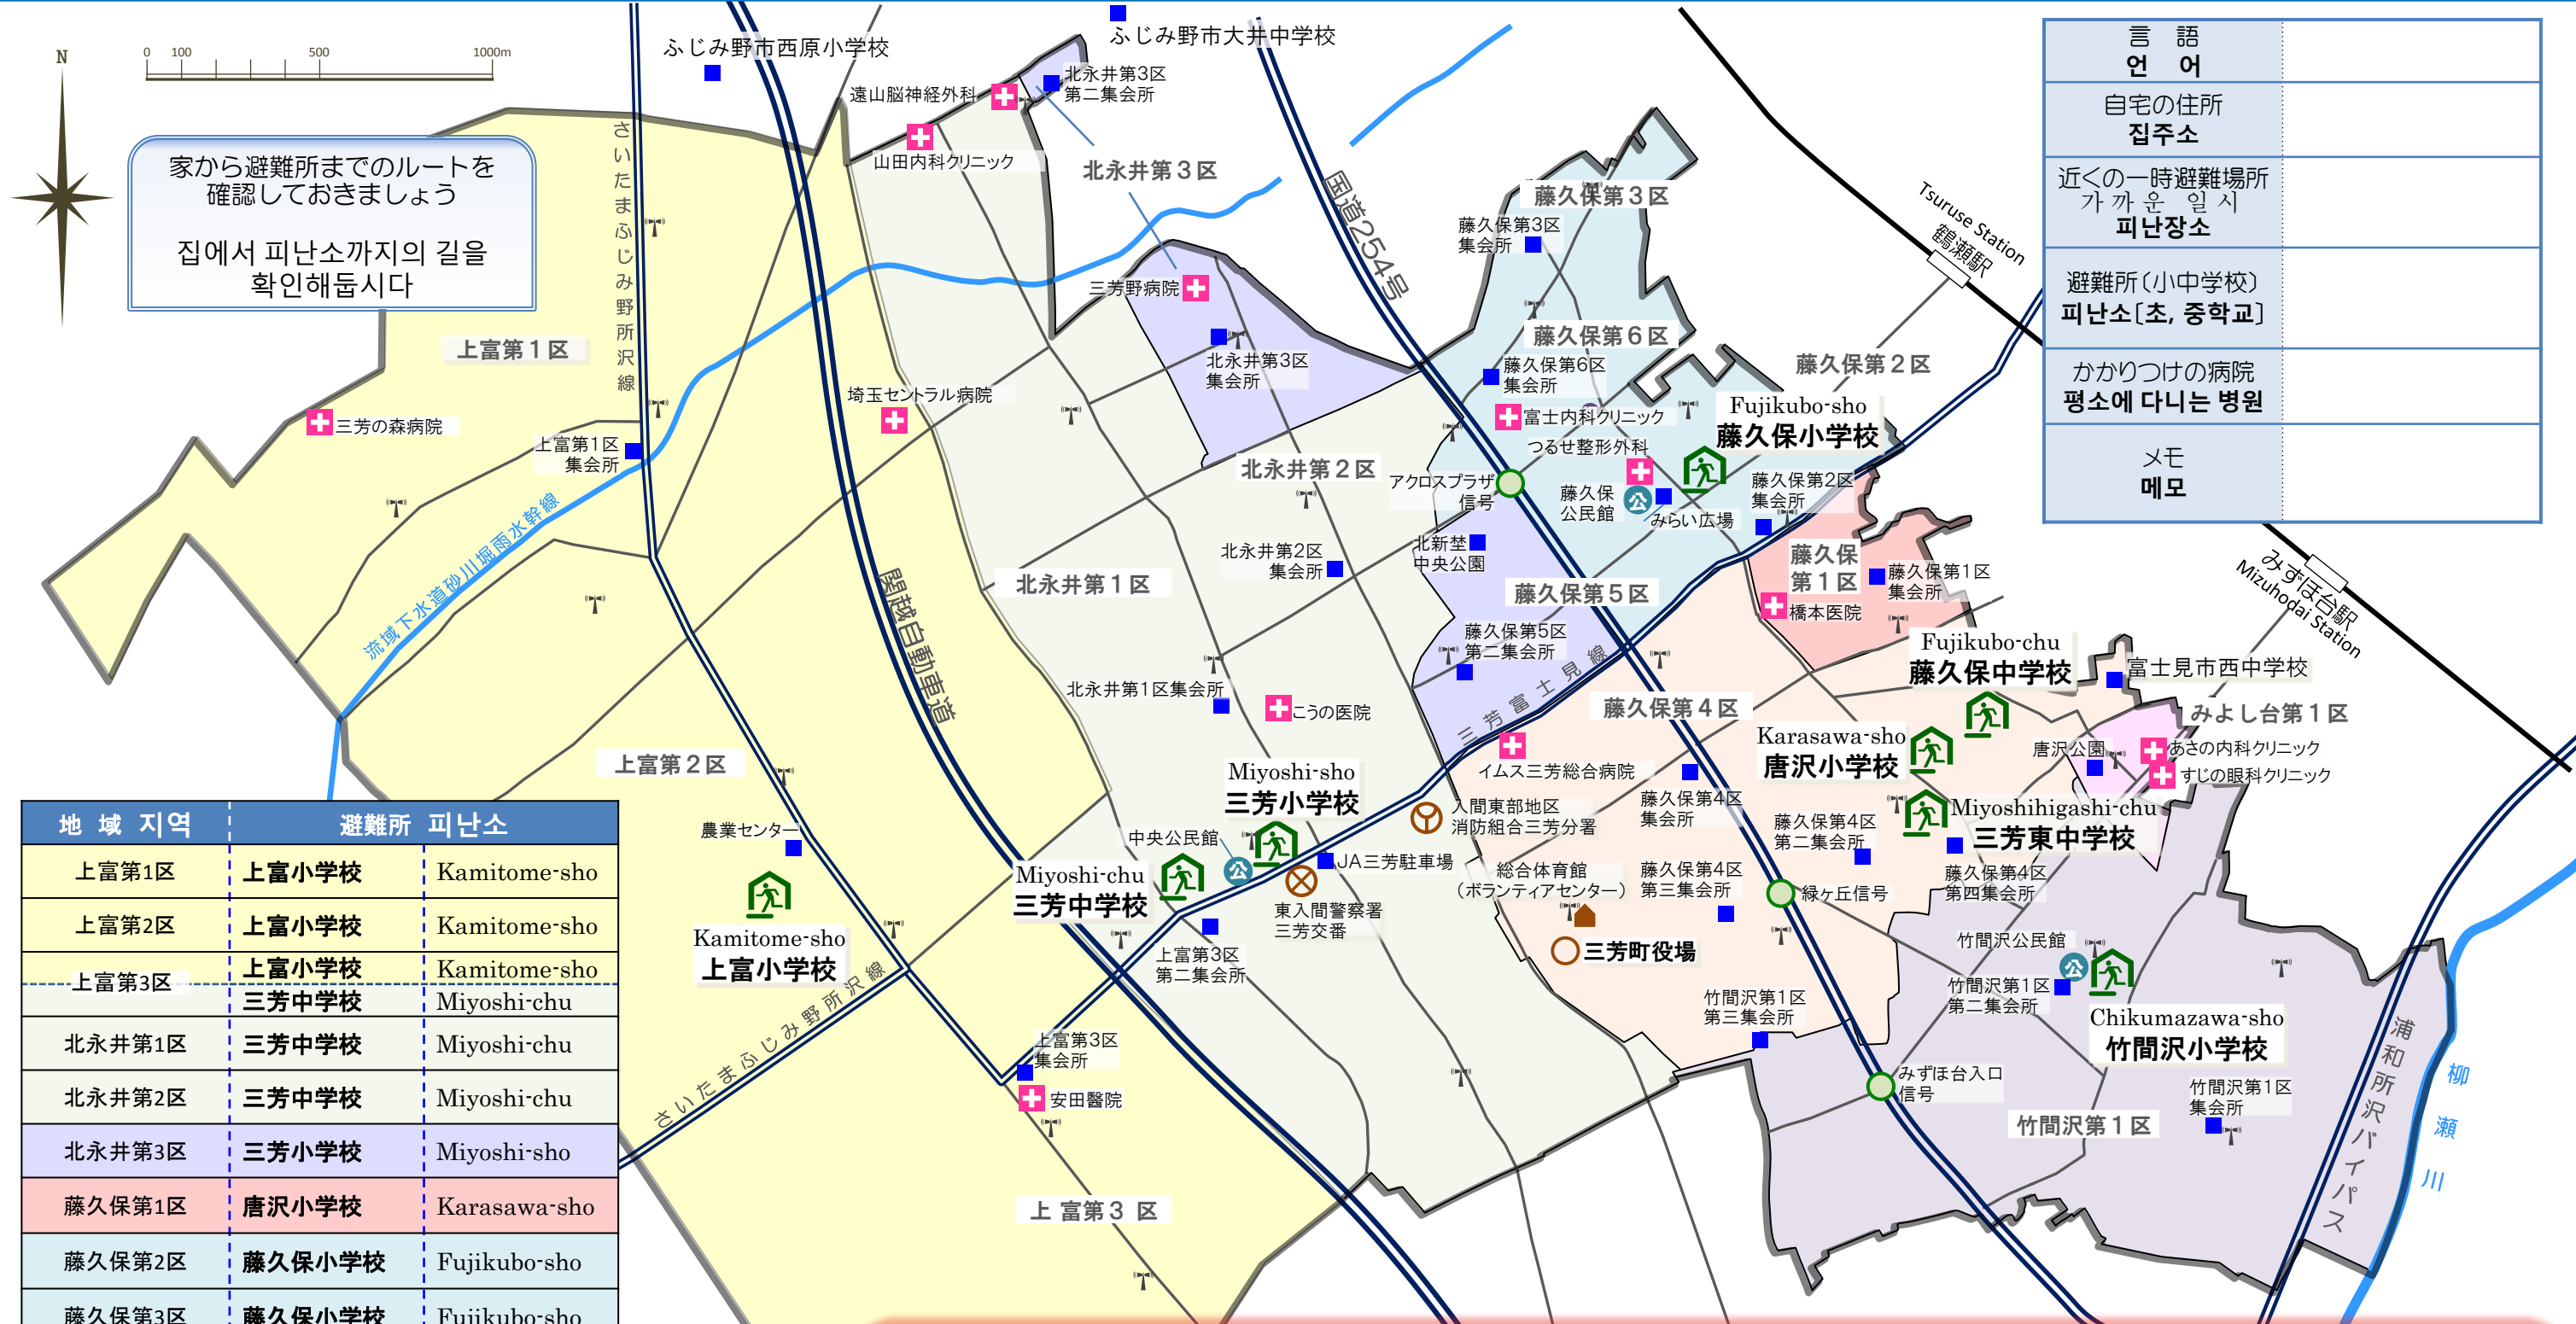 N
0 100 500 1000m
家から避難所までのルートを
確認しておきましょう
집에서 피난소까지의 길을
확인해둡시다
ふじみ野市西原小学校
ふじみ野市大井中学校
遠山脳神経外科
北永井第3区
第二集会所
山田内科クリニック
北永井第３区
さいたまふじみ野所沢線
国道254号
藤久保第３区
藤久保第3区
集会所
Tsuruse Station
鶴瀬駅
三芳野病院
北永井第3区
集会所
上富第１区
藤久保第６区
藤久保第6区
集会所
藤久保第２区
埼玉セントラル病院
富士内科クリニック
Fujikubo-sho
藤久保小学校
三芳の森病院
上富第1区
集会所
つるせ整形外科
北永井第２区
アクロスプラザ
信号
藤久保
公民館
公
みらい広場
藤久保第2区
集会所
流域下水道砂川堀雨水幹線
北永井第2区
集会所
北新埜
中央公園
藤久保
第１区
藤久保第1区
集会所
みずほ台駅
Mizuhodai Station
関越自動車道
北永井第１区
藤久保第５区
橋本医院
藤久保第5区
第二集会所
三芳富士見線
Fujikubo-chu
藤久保中学校
富士見市西中学校
北永井第1区集会所
こうの医院
藤久保第４区
みよし台第１区
Karasawa-sho
唐沢小学校
唐沢公園
あさの内科クリニック
すじの眼科クリニック
上富第２区
Miyoshi-sho
三芳小学校
イムス三芳総合病院
入間東部地区
消防組合三芳分署
藤久保第4区
集会所
藤久保第4区
第二集会所
Miyoshihigashi-chu
三芳東中学校
農業センター
中央公民館
公
JA三芳駐車場
Miyoshi-chu
三芳中学校
総合体育館
（ボランティアセンター）
藤久保第4区
第三集会所
藤久保第4区
第四集会所
緑ヶ丘信号
東入間警察署
三芳交番
Kamitome-sho
上富小学校
上富第3区
第二集会所
三芳町役場
竹間沢公民館
公
竹間沢第1区
第二集会所
竹間沢第1区
第三集会所
Chikumazawa-sho
竹間沢小学校
さいたまふじみ野所沢線
上富第3区
集会所
安田醫院
みずほ台入口
信号
竹間沢第1区
集会所
竹間沢第１区
浦和所沢バイパス
柳瀬川
上富第３区
言　語
언　어
自宅の住所
집주소
近くの一時避難場所
가까운 일시
피난장소
避難所〔小中学校〕
피난소〔초, 중학교〕
かかりつけの病院
평소에 다니는 병원
メモ
메모
地 域 지역 避難所 피난소
上富第1区 上富小学校 Kamitome-sho
上富第2区 上富小学校 Kamitome-sho
上富第3区 上富小学校 Kamitome-sho
三芳中学校 Miyoshi-chu
北永井第1区 三芳中学校 Miyoshi-chu
北永井第2区 三芳中学校 Miyoshi-chu
北永井第3区 三芳小学校 Miyoshi-sho
藤久保第1区 唐沢小学校 Karasawa-sho
藤久保第2区 藤久保小学校 Fujikubo-sho
藤久保第3区 藤久保小学校 Fujikubo-sho